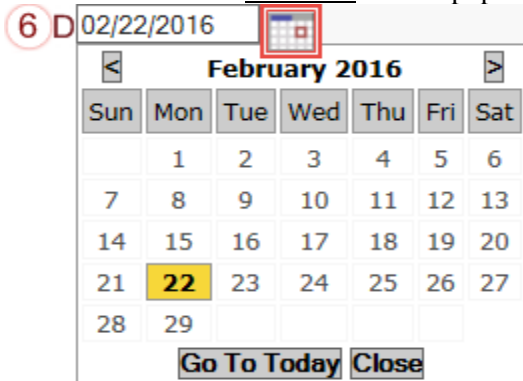 6 D 02/22/2016
< February 2016 >
Sun Mon Tue Wed Thu Fri Sat
1 2 3 4 5 6
7 8 9 10 11 12 13
14 15 16 17 18 19 20
21 22 23 24 25 26 27
28 29
Go To Today Close